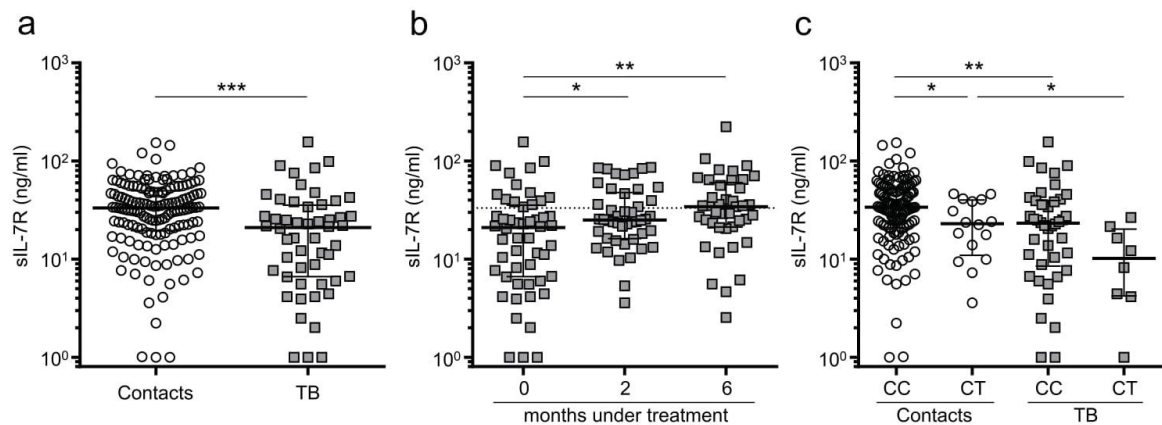 a
***
sIL-7R (ng/ml)
10³
10²
10¹
10⁰
Contacts
TB
b
**
*
sIL-7R (ng/ml)
10³
10²
10¹
10⁰
0
2
6
months under treatment
c
**
*
*
sIL-7R (ng/ml)
10³
10²
10¹
10⁰
CC
CT
CC
CT
Contacts
TB